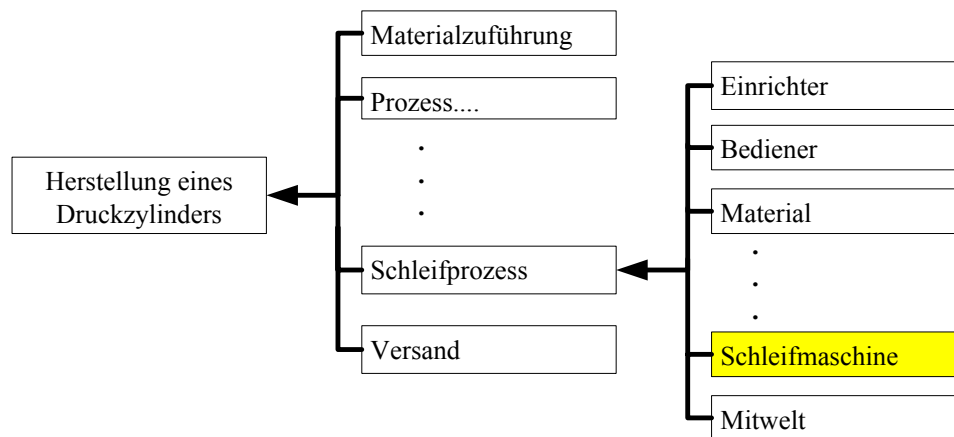 Herstellung eines
Druckzylinders
Materialzuführung
Prozess....
.
.
.
Schleifprozess
Versand
Einrichter
Bediener
Material
.
.
.
Schleifmaschine
Mitwelt